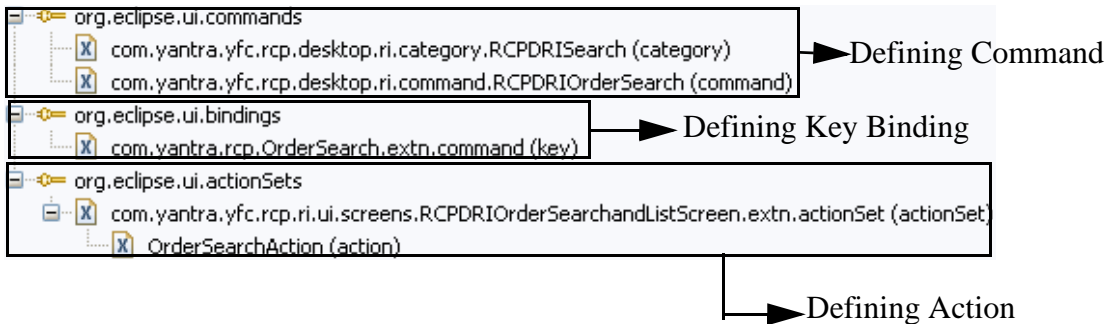 org.eclipse.ui.commands
com.yantra.yfc.rcp.desktop.ri.category.RCPDRISearch (category)
com.yantra.yfc.rcp.desktop.ri.command.RCPDRIOrderSearch (command)
Defining Command
org.eclipse.ui.bindings
com.yantra.rcp.OrderSearch.extn.command (key)
Defining Key Binding
org.eclipse.ui.actionSets
com.yantra.yfc.rcp.ri.ui.screens.RCPDRIOrderSearchandListScreen.extn.actionSet (actionSet)
OrderSearchAction (action)
Defining Action